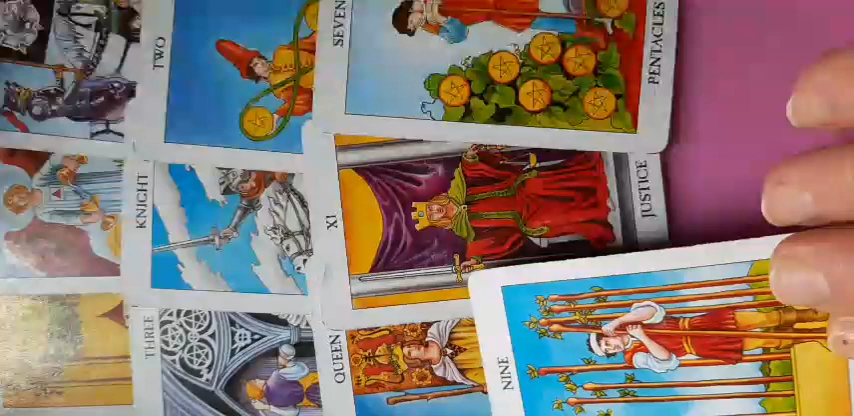 TWO
SEVEN
PENTACLES
KNIGHT
XI
JUSTICE
THREE
QUEEN
NINE